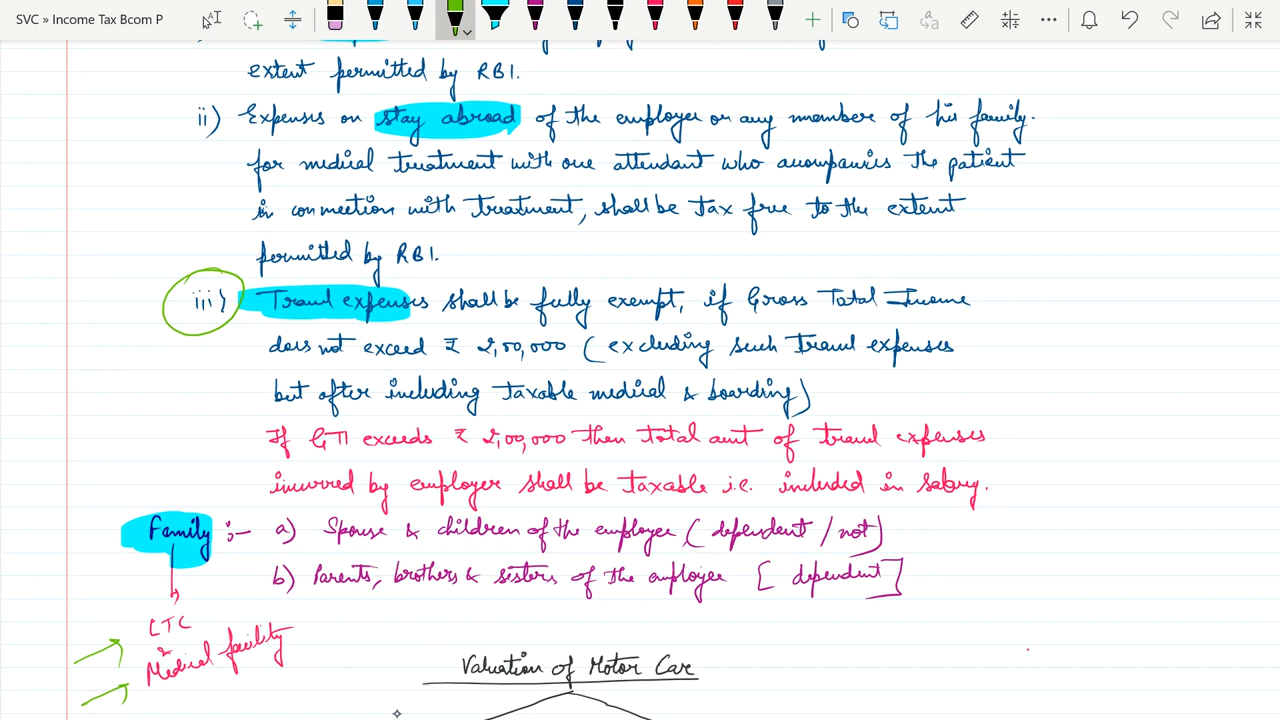 SVC » Income Tax Bcom P
extent permitted by RBI.
ii) Expenses on stay abroad of the employer or any member of his family.
for medical treatment with one attendant who accompanies the patient
in connection with treatment, shall be tax free to the extent
permitted by RBI.
iii) Travel expenses shall be fully exempt, if Gross Total Income
does not exceed ₹ 2,00,000 (excluding such travel expenses
but after including taxable medical & boarding)
If GTI exceeds ₹ 2,00,000 then total amt of travel expenses
incurred by employer shall be taxable i.e. included in salary.
Family :- a) Spouse & children of the employee (dependent / not)
b) Parents, brothers & sisters of the employee [dependent]
LTC
&
Medical facility
Valuation of Motor Care